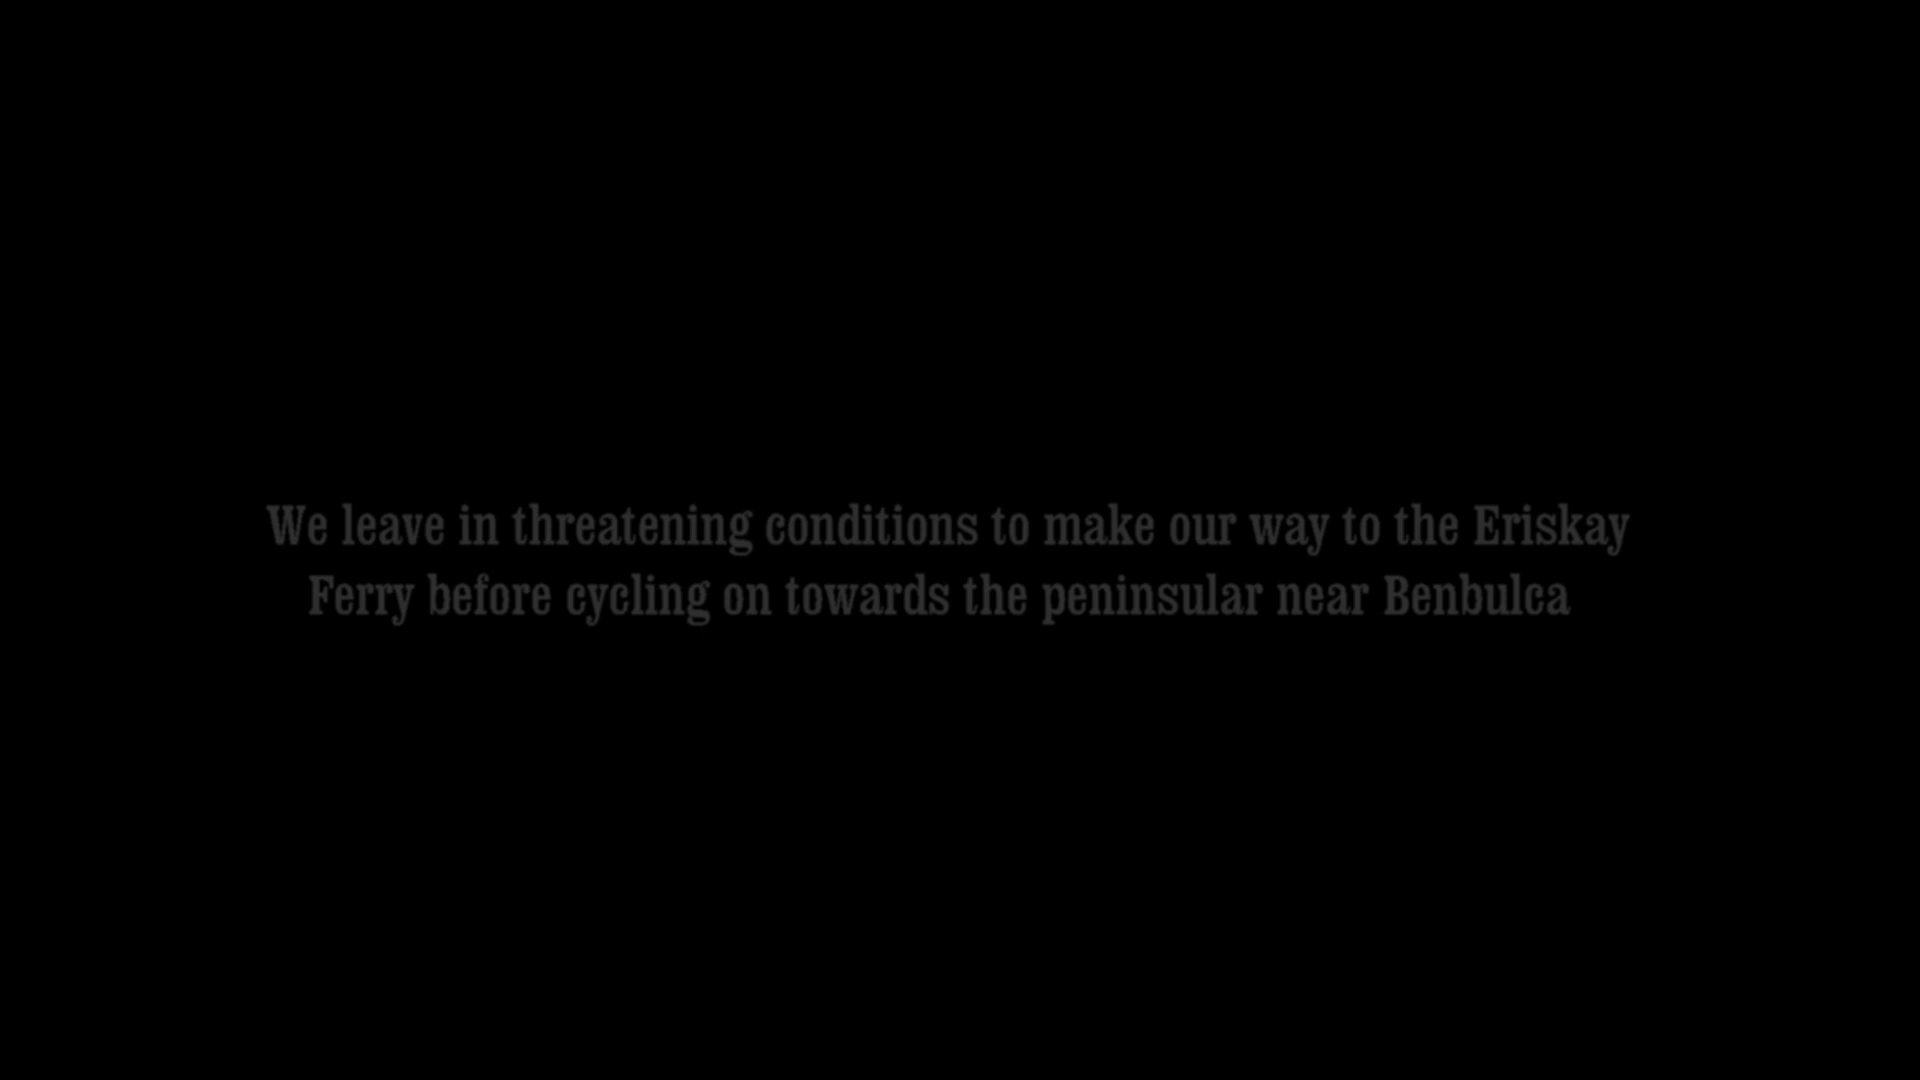 We leave in threatening conditions to make our way to the Eriskay
Ferry before cycling on towards the peninsular near Benbulca